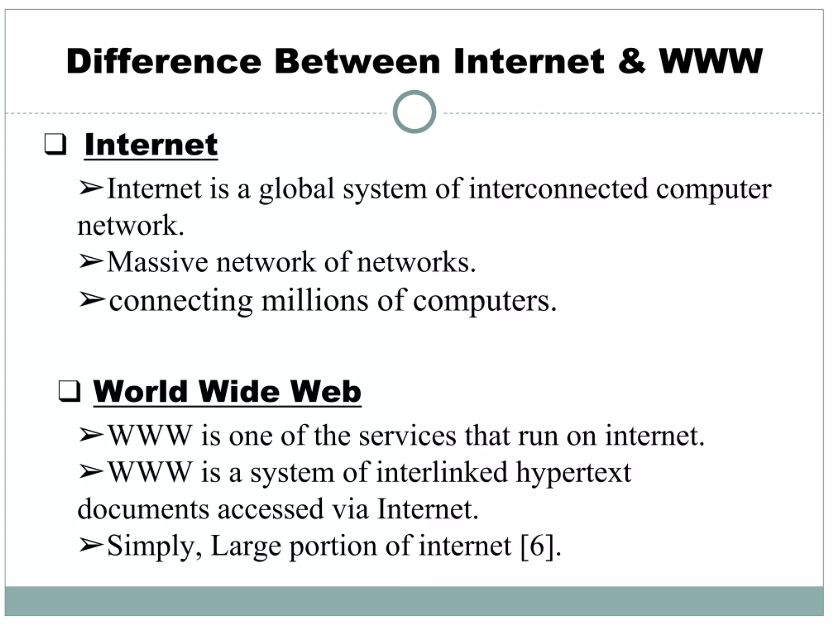 Difference Between Internet & WWW
❑ Internet
➢Internet is a global system of interconnected computer
network.
➢Massive network of networks.
➢connecting millions of computers.
❑ World Wide Web
➢WWW is one of the services that run on internet.
➢WWW is a system of interlinked hypertext
documents accessed via Internet.
➢Simply, Large portion of internet [6].